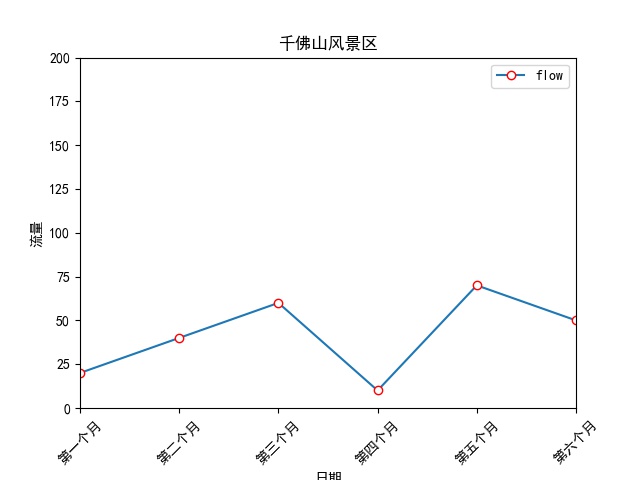 千佛山风景区
flow
流量
200
175
150
125
100
75
50
25
0
第一个月
第二个月
第三个月
第四个月
第五个月
第六个月
日期